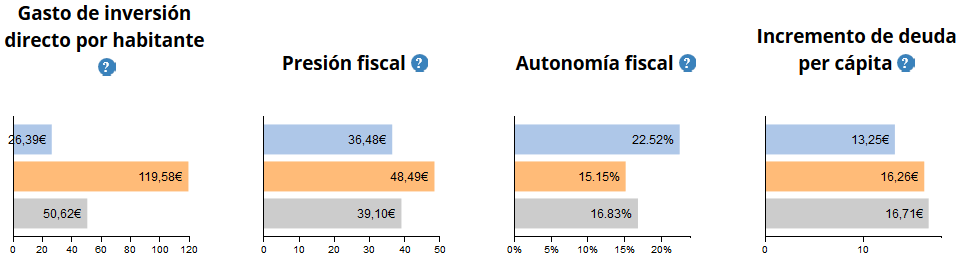 Gasto de inversión
directo por habitante
?
26,39€
119,58€
50,62€
0 20 40 60 80 100 120
Presión fiscal ?
36,48€
48,49€
39,10€
0 10 20 30 40 50
Autonomía fiscal ?
22.52%
15.15%
16.83%
0% 5% 10% 15% 20%
Incremento de deuda
per cápita ?
13,25€
16,26€
16,71€
0 10